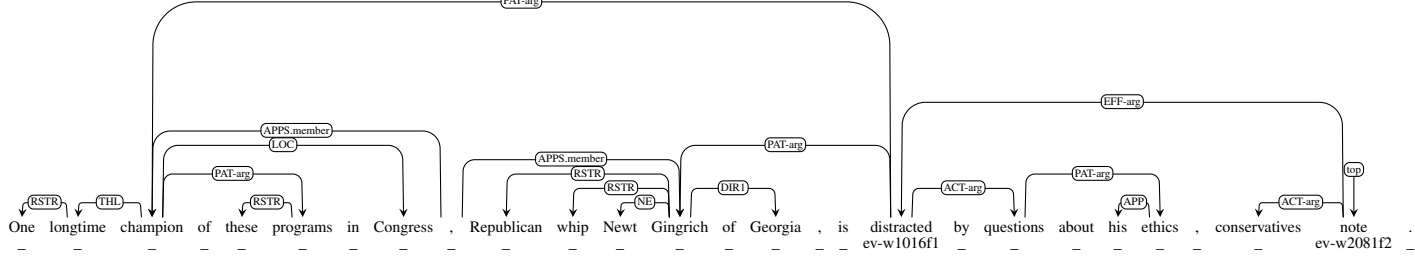 PAT-arg
EFF-arg
APPS.member
LOC PAT-arg
APPS.member
PAT-arg RSTR PAT-arg top
RSTR ACT-arg
DIR1
RSTR THL RSTR NE APP ACT-arg
One longtime champion of these programs in Congress , Republican whip Newt Gingrich of Georgia , is distracted by questions about his ethics , conservatives note .
_ _ _ _ _ _ _ _ _ _ _ _ _ _ _ _ _ ev-w1016f1 _ _ _ _ _ _ _ ev-w2081f2 _